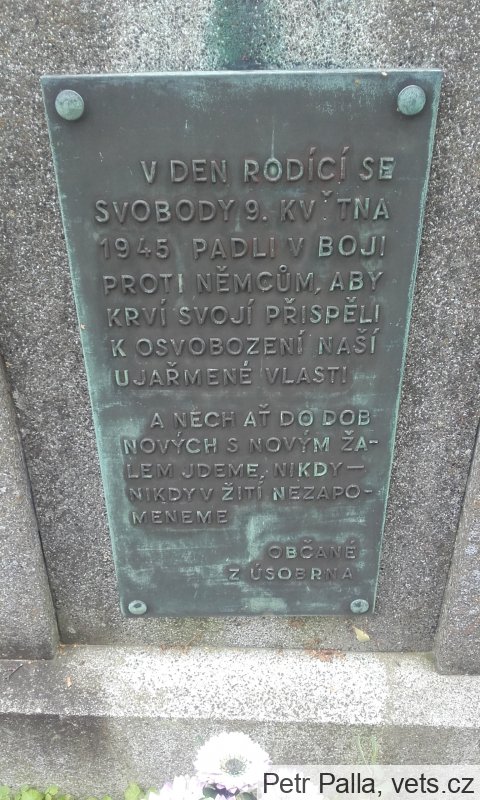 V DEN RODÍCÍ SE
SVOBODY 9. KVˇTNA
1945 PADLI V BOJI
PROTI NĚMCŮM, ABY
KRVÍ SVOJÍ PŘISPĚLI
K OSVOBOZENÍ NAŠÍ
UJAŘMENÉ VLASTI
A NECH AŤ DO DOB
NOVÝCH S NOVÝM ŽA-
LEM JDEME, NIKDY—
NIKDY V ŽITÍ NEZAPO-
MENEME
OBČANÉ
Z ÚSOBRNA
Petr Palla, vets.cz